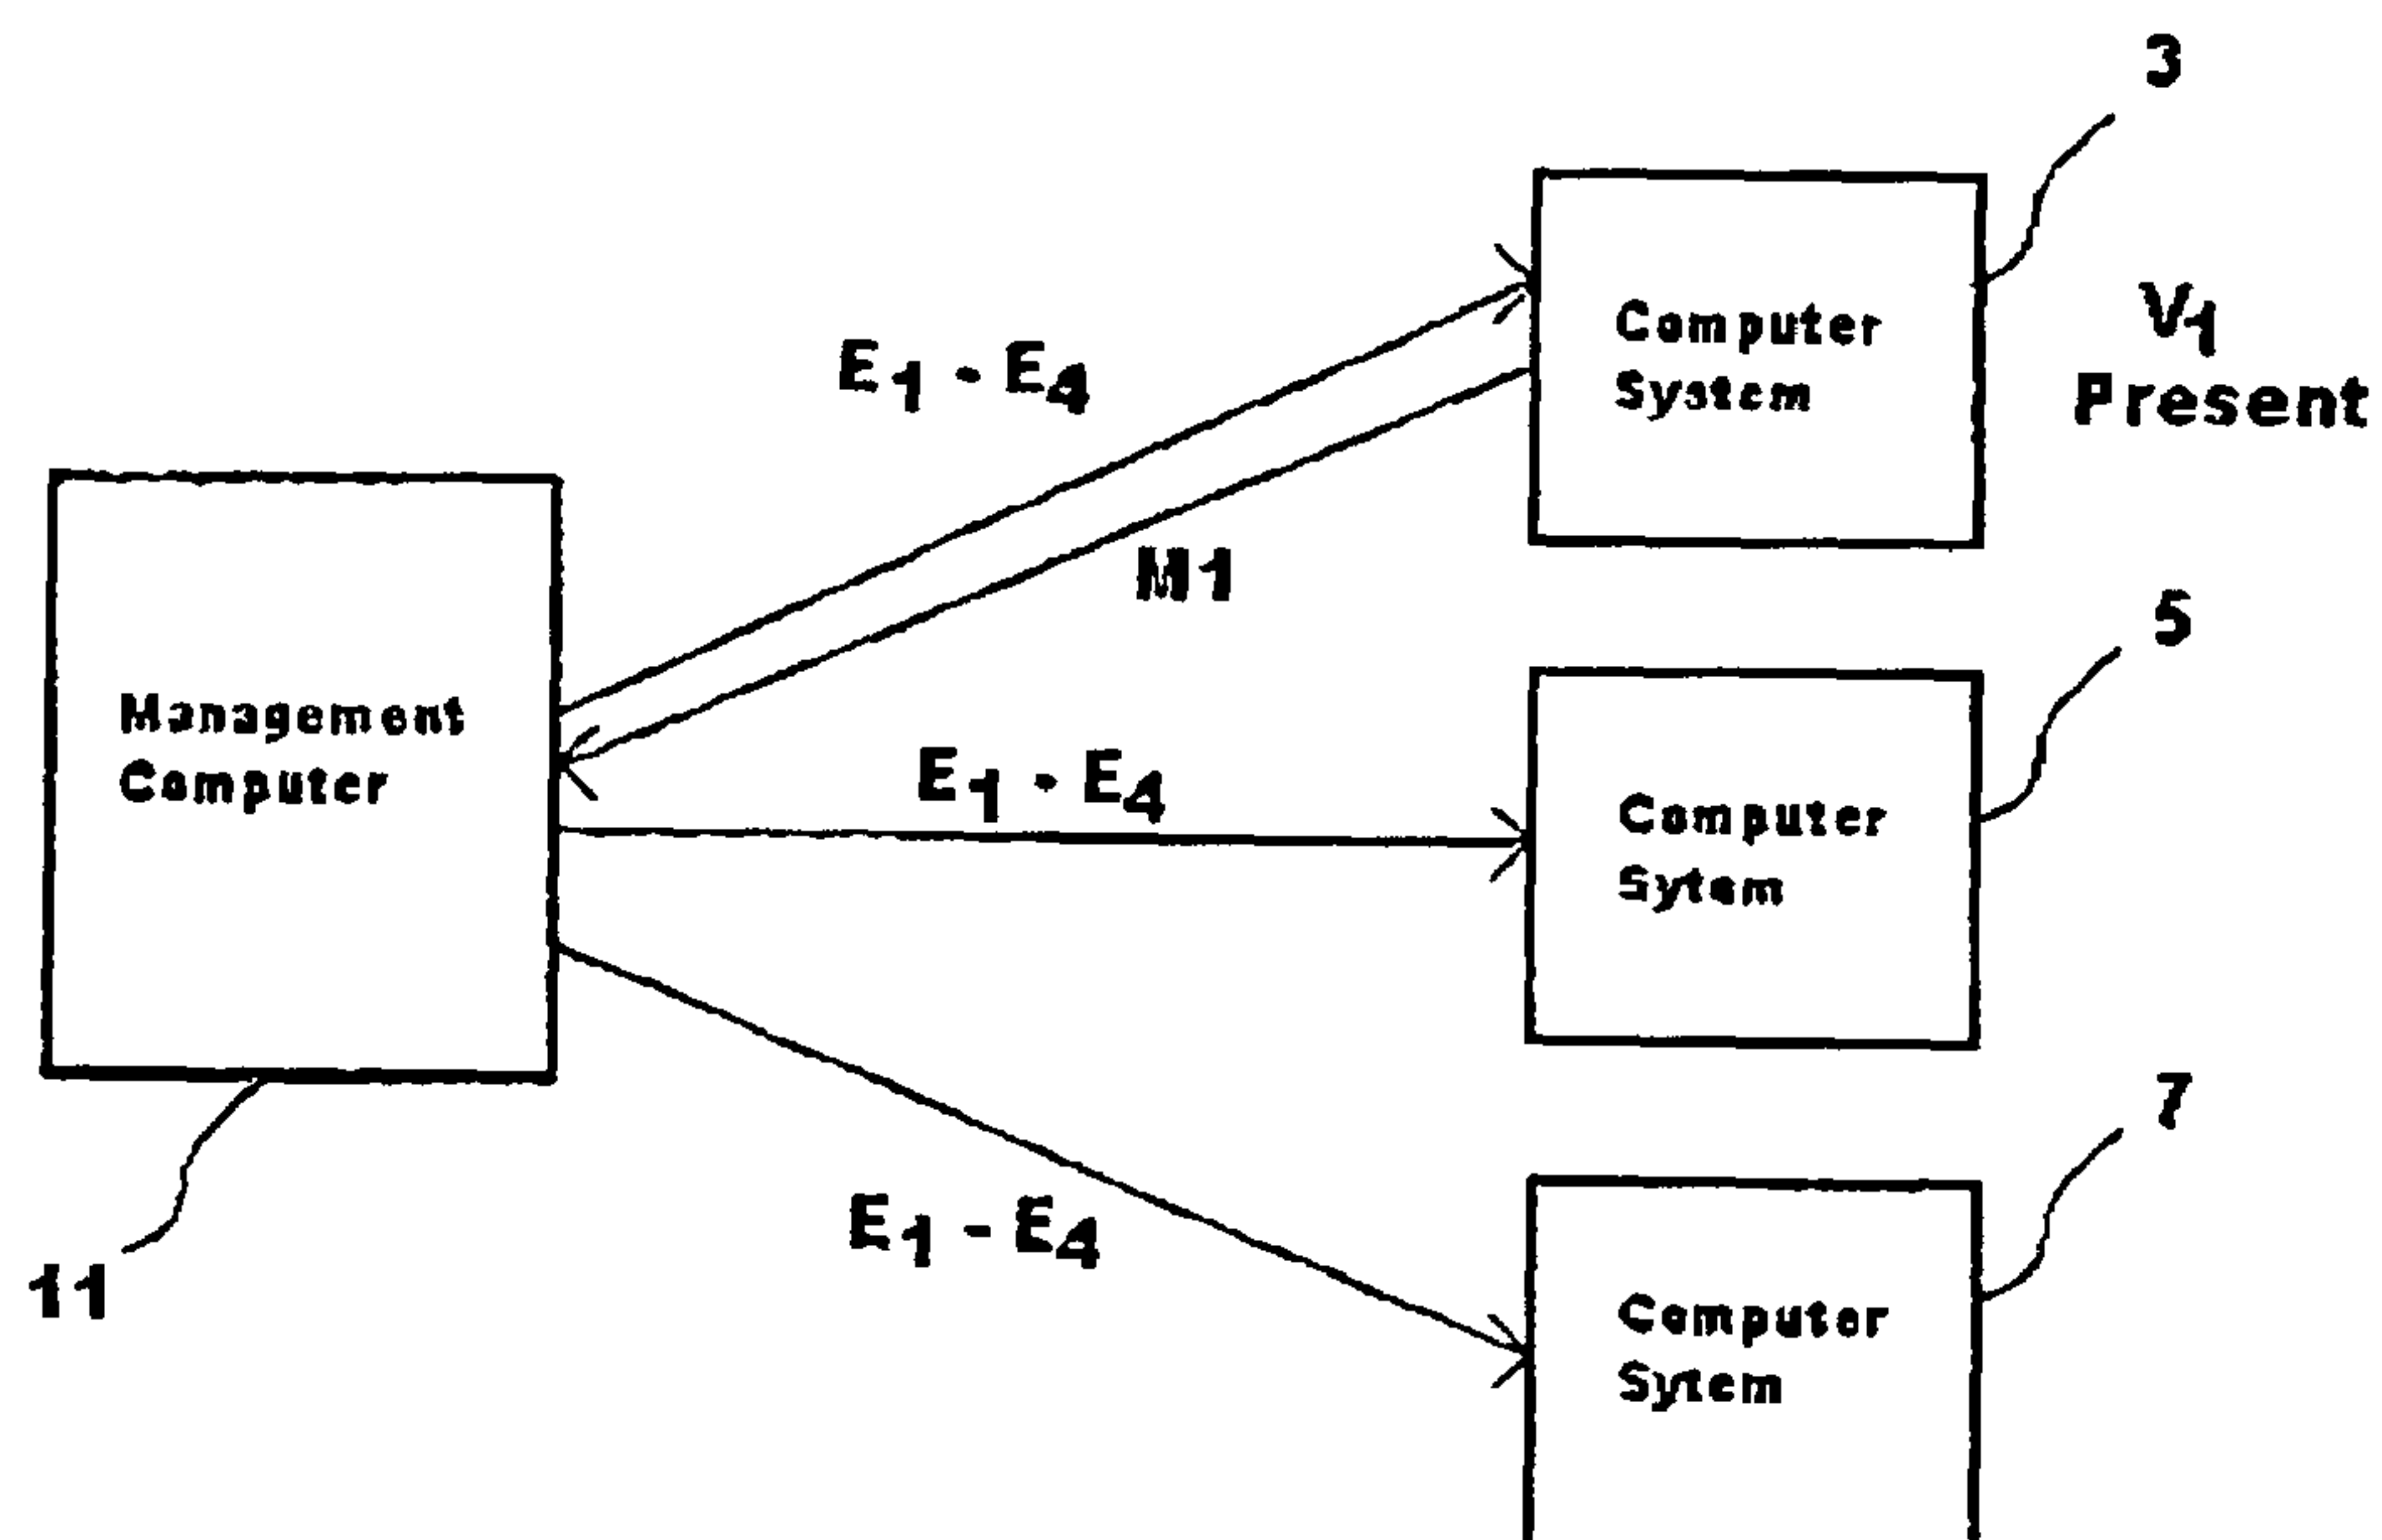 3
Computer
System
V1
Present
E1 - E4
M1
5
Management
Computer
E1 - E4
Computer
Sytem
7
E1 - E4
11
Computer
Sytem